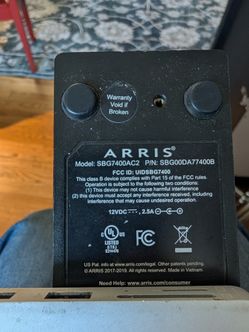 Warranty
Void if
Broken
ARRIS®
Model: SBG7400AC2 P/N: SBG00DA77400B
FCC ID: UIDSBG7400
This class B device complies with Part 15 of the FCC rules.
Operation is subject to the following two conditions:
(1) This device may not cause harmful interference
(2) this device must accept any interference received,
including interference that may cause undesired operation.
12VDC 2.5A
UL US
LISTED
FC
US Pat. info at www.arris.com/legal. Other patents pending.
© ARRIS 2017-2019. Made in Vietnam
Need Help? www.arris.com/consumer